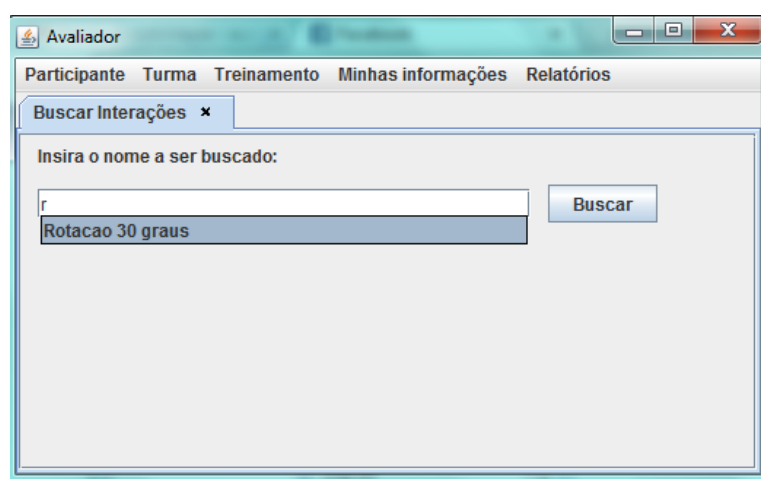 Avaliador
Participante Turma Treinamento Minhas informações Relatórios
Buscar Interações
Insira o nome a ser buscado:
r
Buscar
Rotacao 30 graus